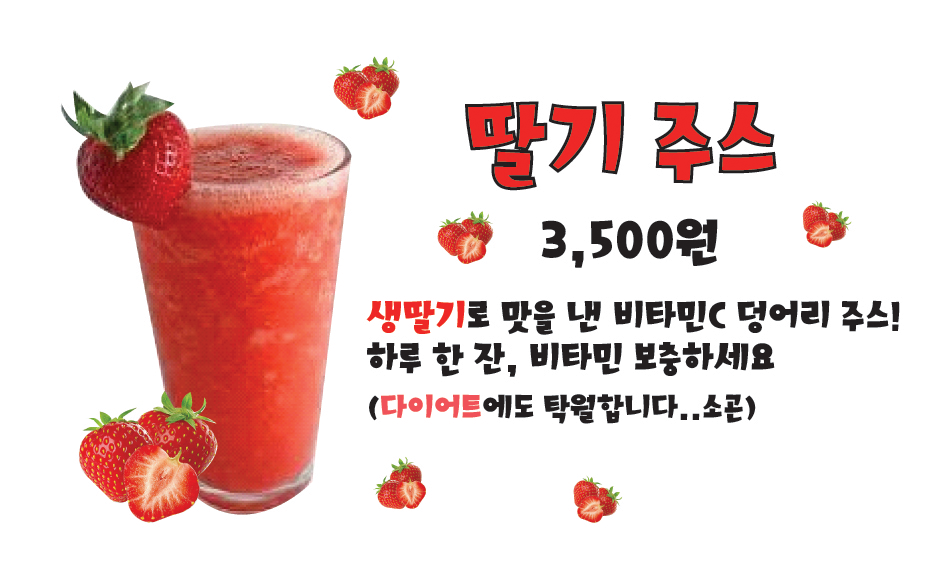 딸기 주스
3,500원
생딸기로 맛을 낸 비타민C 덩어리 주스!
하루 한 잔, 비타민 보충하세요
(다이어트에도 탁월합니다..소곤)